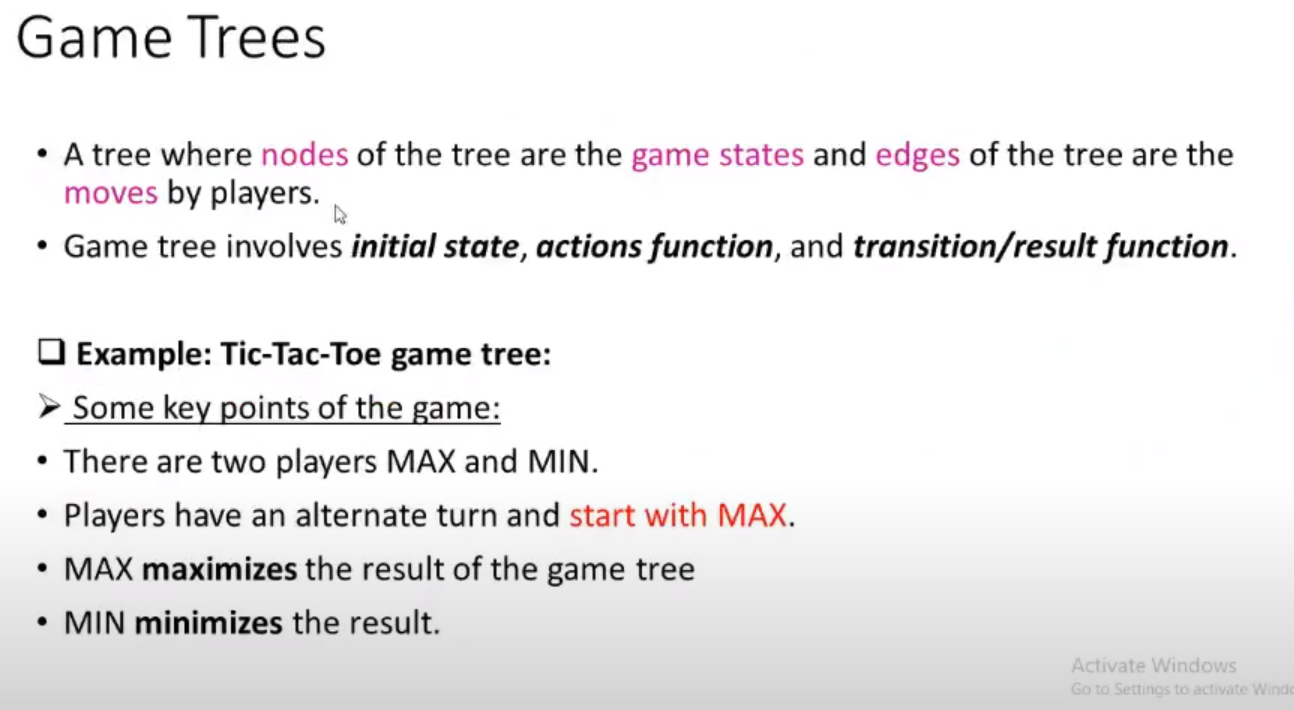 Game Trees
• A tree where nodes of the tree are the game states and edges of the tree are the
moves by players.
• Game tree involves initial state, actions function, and transition/result function.
❑ Example: Tic-Tac-Toe game tree:
➢ Some key points of the game:
• There are two players MAX and MIN.
• Players have an alternate turn and start with MAX.
• MAX maximizes the result of the game tree
• MIN minimizes the result.
Activate Windows
Go to Settings to activate Windo